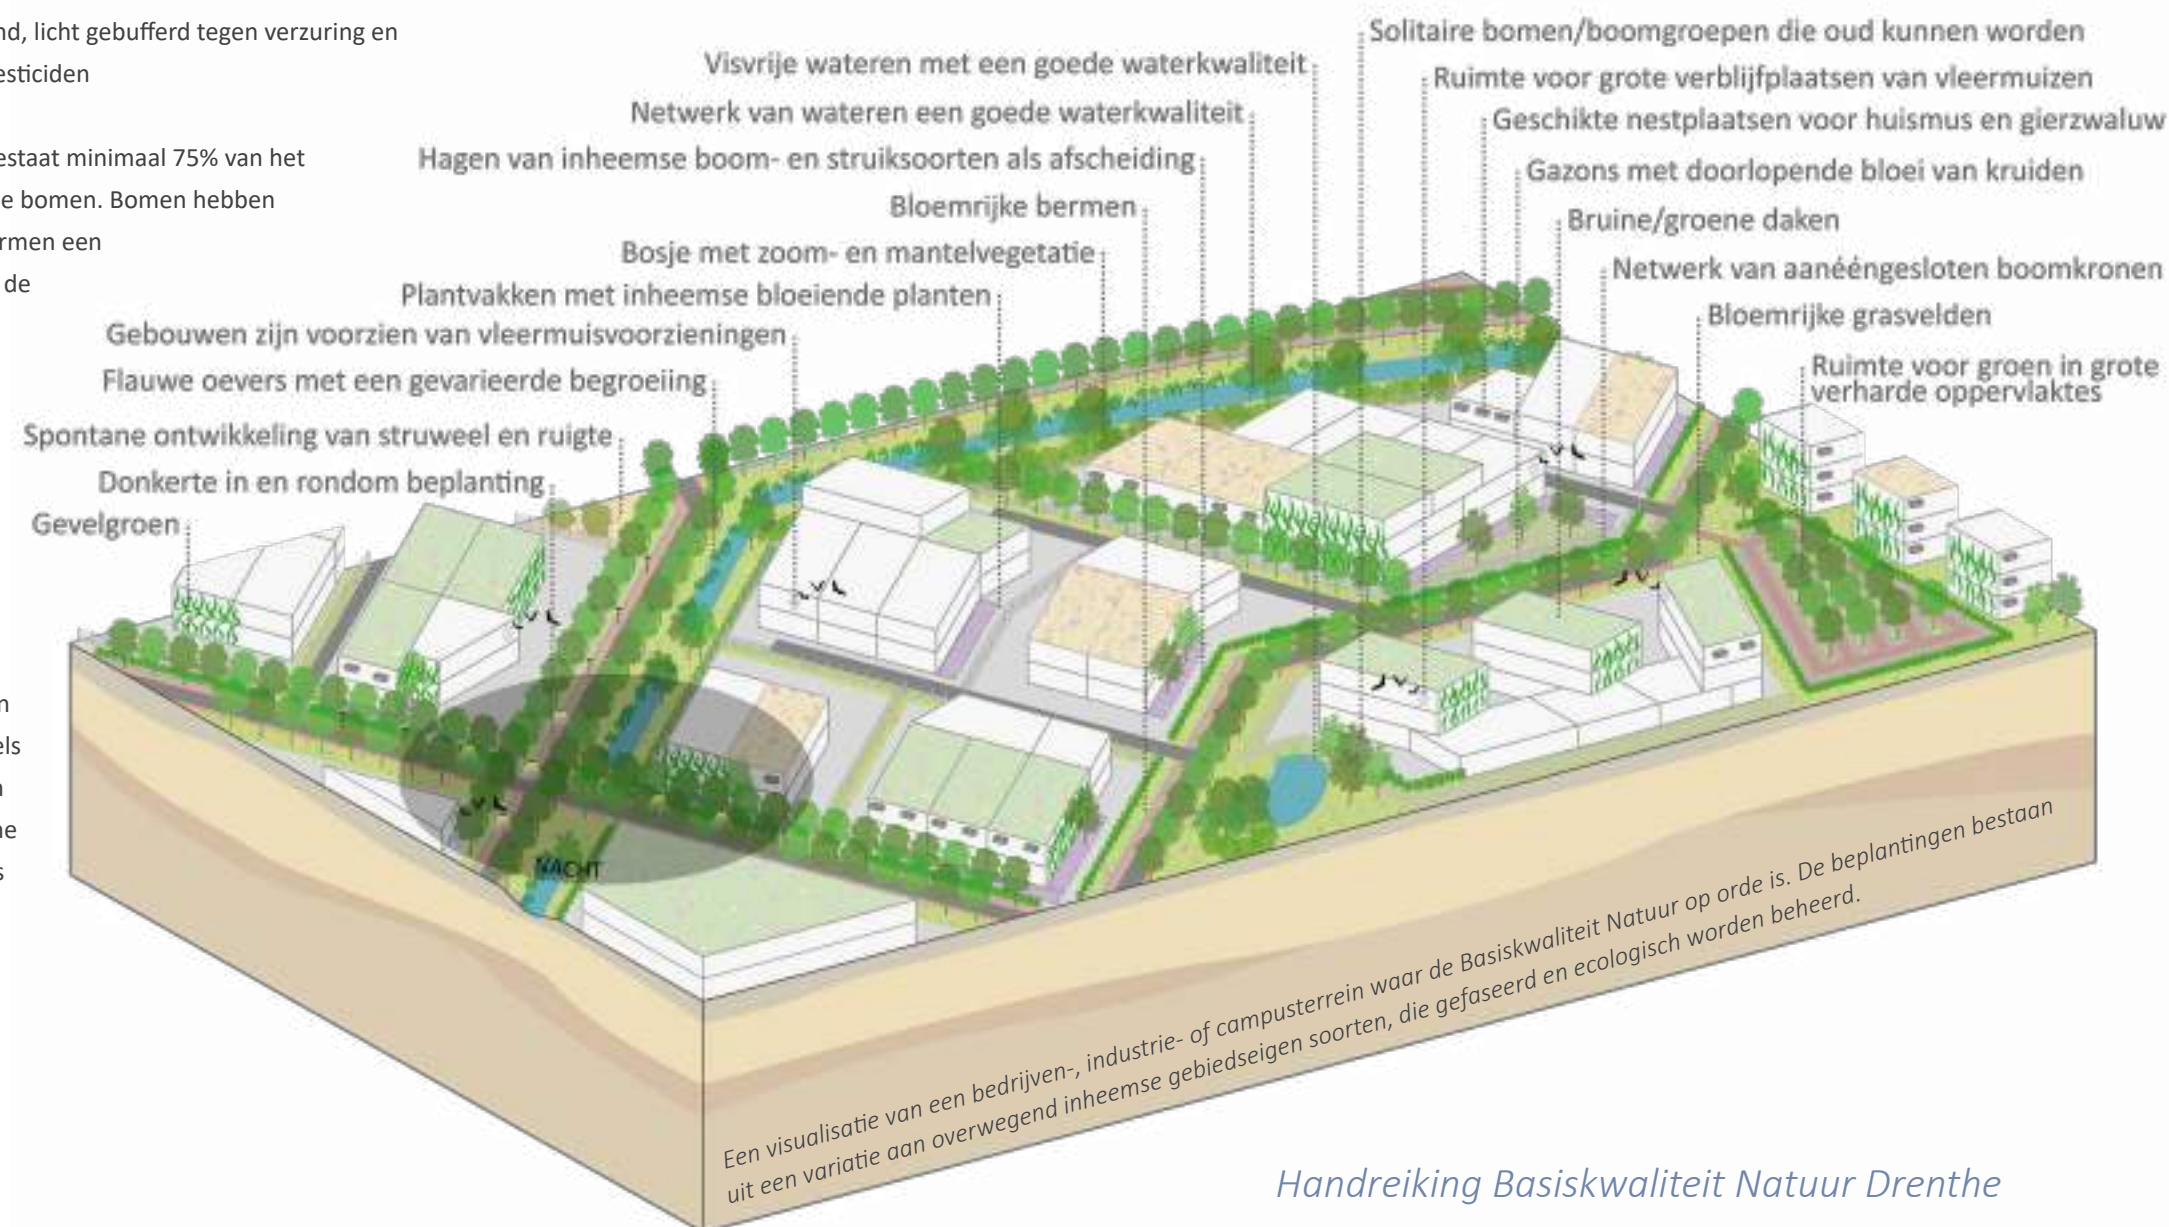 nd, licht gebufferd tegen verzuring en
esticiden
estaat minimaal 75% van het
e bomen. Bomen hebben
rmen een
de
n
els
n
ne
s
Solitaire bomen/boomgroepen die oud kunnen worden
Visvrije wateren met een goede waterkwaliteit
Ruimte voor grote verblijfplaatsen van vleermuizen
Netwerk van wateren een goede waterkwaliteit
Geschikte nestplaatsen voor huismus en gierzwaluw
Hagen van inheemse boom- en struiksoorten als afscheiding
Gazons met doorlopende bloei van kruiden
Bloemrijke bermen
Bruine/groene daken
Bosje met zoom- en mantelvegetatie
Netwerk van aanééngesloten boomkronen
Plantvakken met inheemse bloeiende planten
Bloemrijke grasvelden
Gebouwen zijn voorzien van vleermuisvoorzieningen
Ruimte voor groen in grote
verharde oppervlaktes
Flauwe oevers met een gevarieerde begroeiing
Spontane ontwikkeling van struweel en ruigte
Donkerte in en rondom beplanting
Gevelgroen
NACHT
Een visualisatie van een bedrijven-, industrie- of campusterrein waar de Basiskwaliteit Natuur op orde is. De beplantingen bestaan
uit een variatie aan overwegend inheemse gebiedseigen soorten, die gefaseerd en ecologisch worden beheerd.
Handreiking Basiskwaliteit Natuur Drenthe